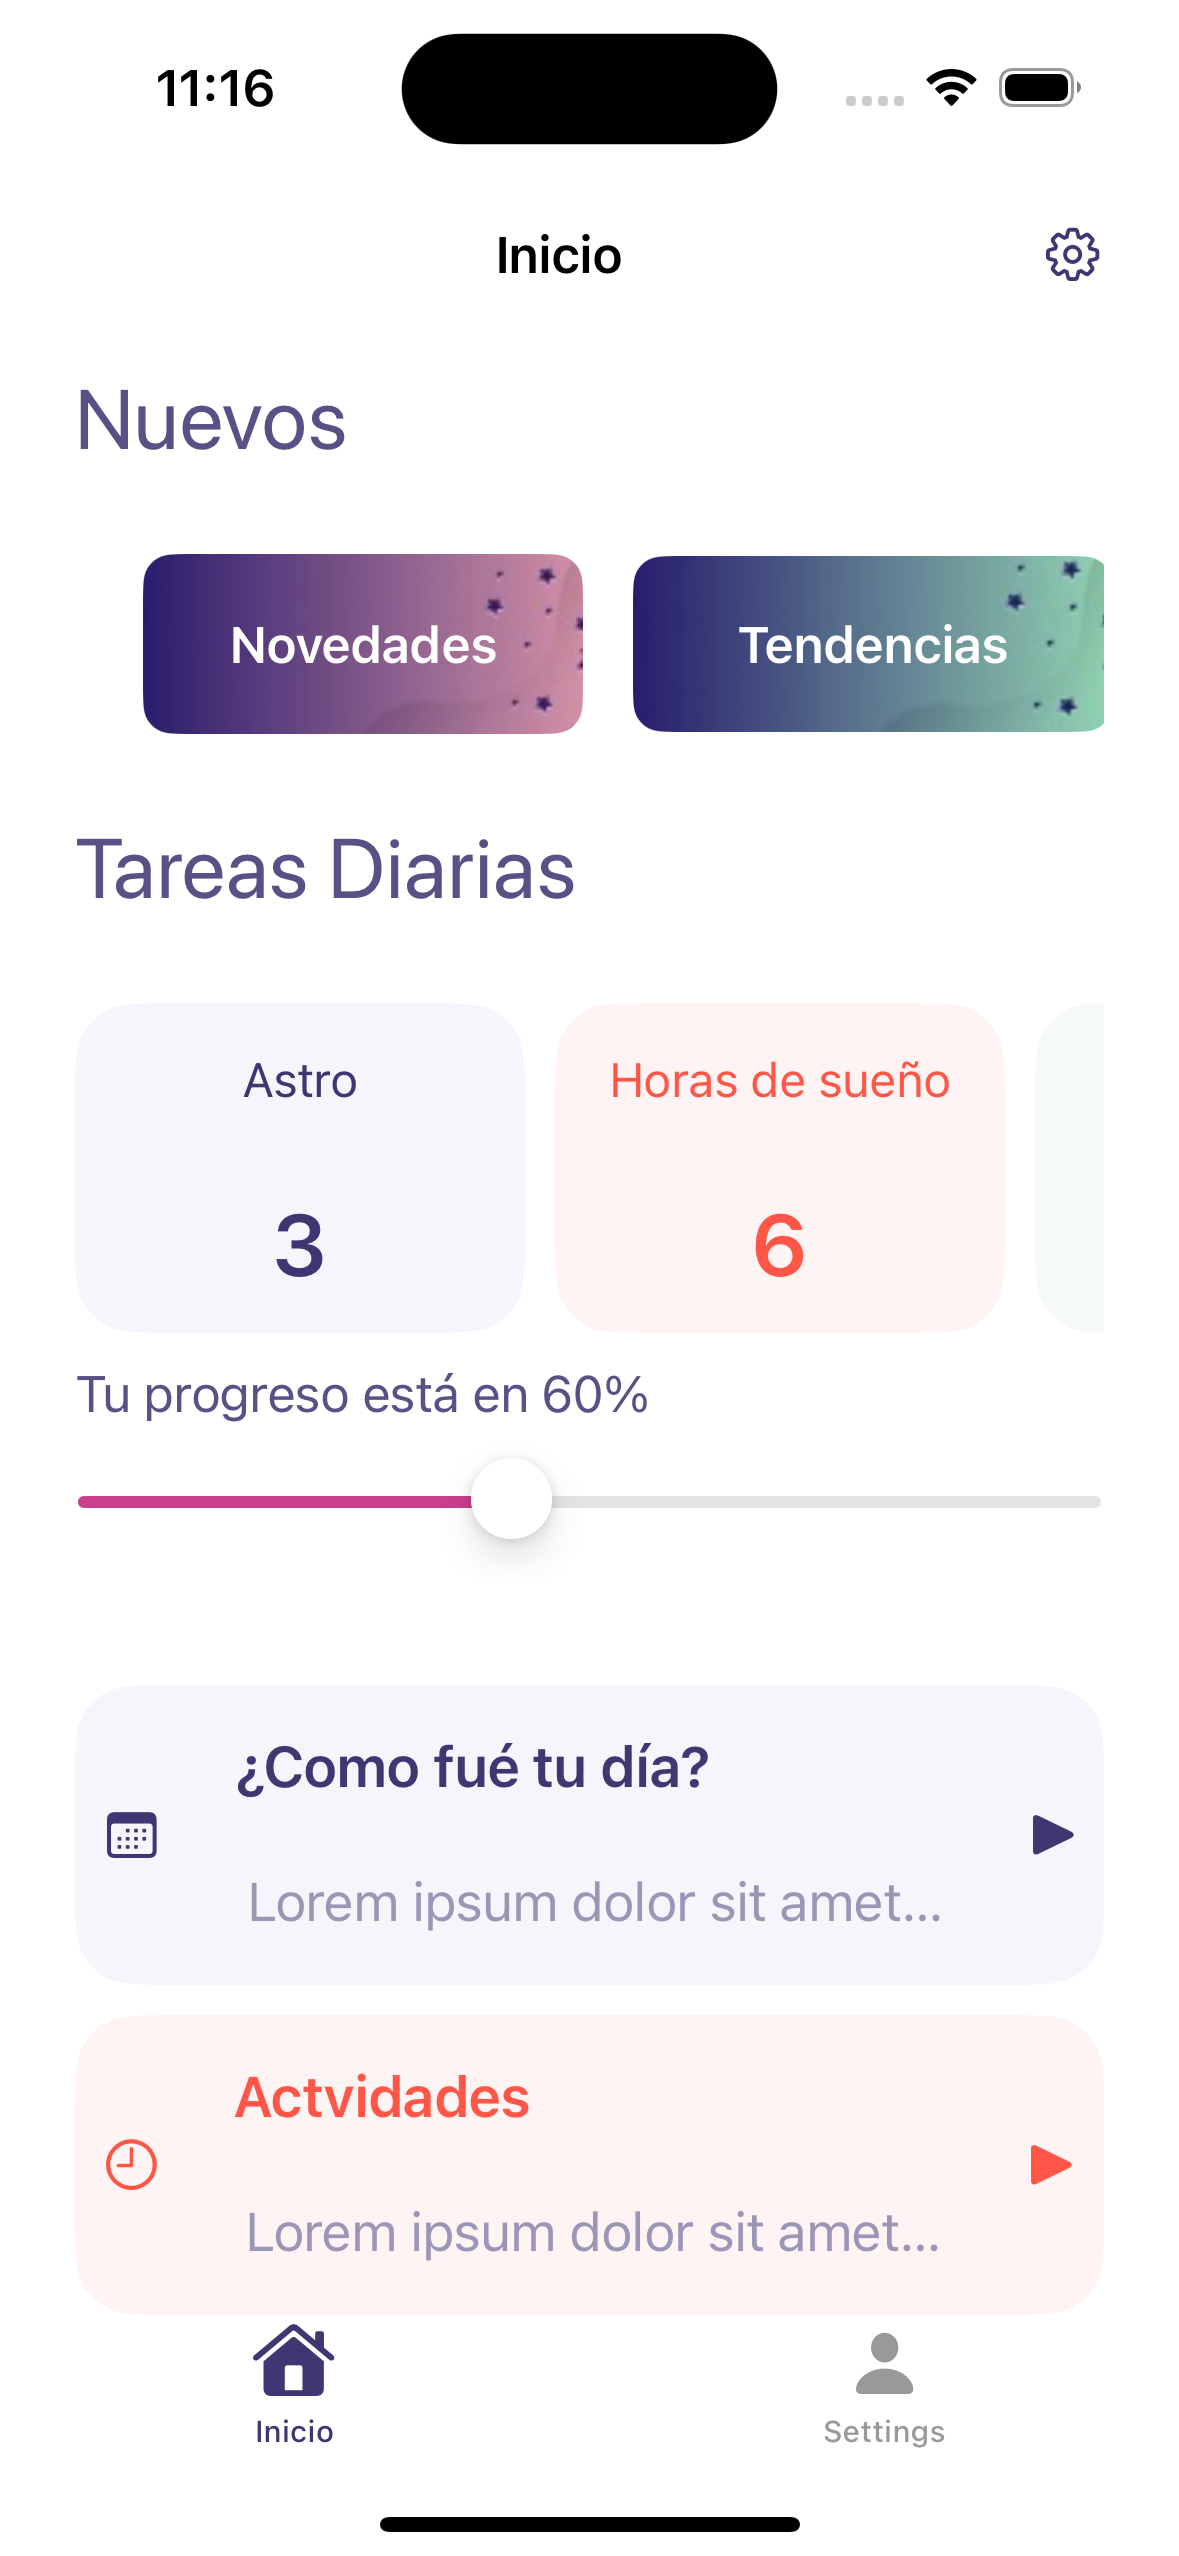 11:16
Inicio
Nuevos
Novedades
Tendencias
Tareas Diarias
Astro
Horas de sueño
3
6
Tu progreso está en 60%
¿Como fué tu día?
Lorem ipsum dolor sit amet...
Actvidades
Lorem ipsum dolor sit amet...
Inicio
Settings